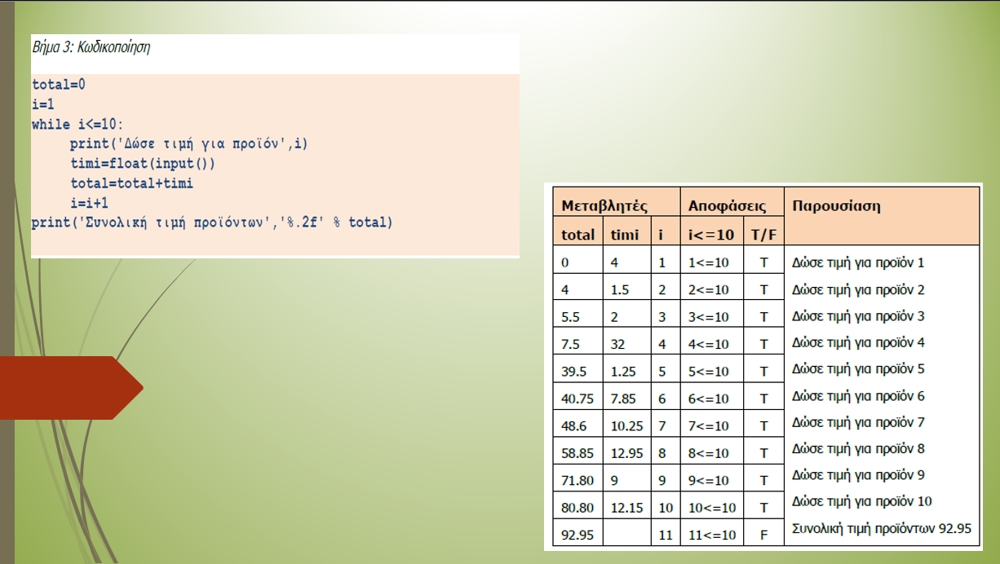 Βήμα 3: Κωδικοποίηση
total=0
i=1
while i<=10:
print('Δώσε τιμή για προϊόν',i)
timi=float(input())
total=total+timi
i=i+1
print('Συνολική τιμή προϊόντων','%.2f' % total)
Μεταβλητές Αποφάσεις Παρουσίαση
total timi i i<=10 T/F
0 4 1 1<=10 T Δώσε τιμή για προϊόν 1
4 1.5 2 2<=10 T Δώσε τιμή για προϊόν 2
5.5 2 3 3<=10 T Δώσε τιμή για προϊόν 3
7.5 32 4 4<=10 T Δώσε τιμή για προϊόν 4
39.5 1.25 5 5<=10 T Δώσε τιμή για προϊόν 5
40.75 7.85 6 6<=10 T Δώσε τιμή για προϊόν 6
48.6 10.25 7 7<=10 T Δώσε τιμή για προϊόν 7
58.85 12.95 8 8<=10 T Δώσε τιμή για προϊόν 8
71.80 9 9 9<=10 T Δώσε τιμή για προϊόν 9
80.80 12.15 10 10<=10 T Δώσε τιμή για προϊόν 10
92.95 11 11<=10 F Συνολική τιμή προϊόντων 92.95